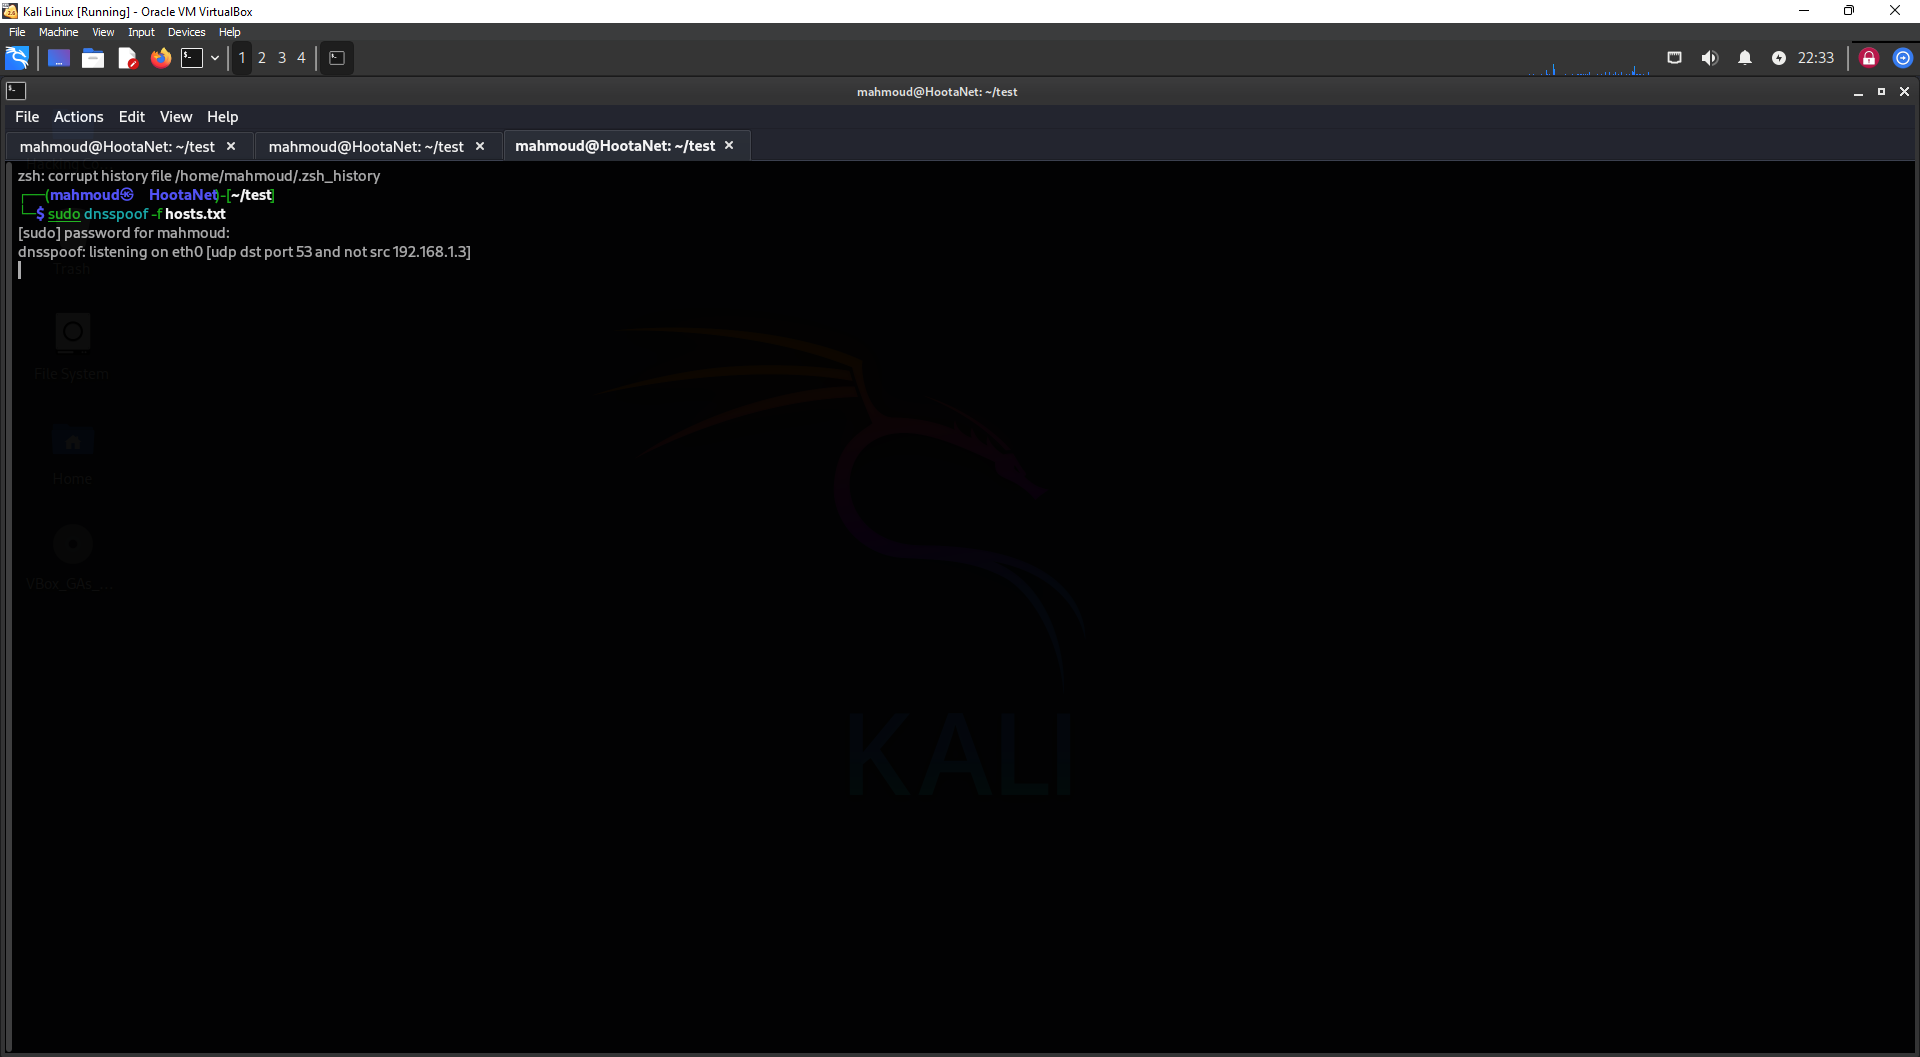 Kali Linux [Running] - Oracle VM VirtualBox
File Machine View Input Devices Help
1 2 3 4 22:33
mahmoud@HootaNet: ~/test
File Actions Edit View Help
mahmoud@HootaNet: ~/test mahmoud@HootaNet: ~/test mahmoud@HootaNet: ~/test
zsh: corrupt history file /home/mahmoud/.zsh_history
(mahmoud㉿ HootaNet)-[~/test]
$ sudo dnsspoof -f hosts.txt
[sudo] password for mahmoud:
dnsspoof: listening on eth0 [udp dst port 53 and not src 192.168.1.3]
Trash
File System
Home
VBox_GAs_...
KALI